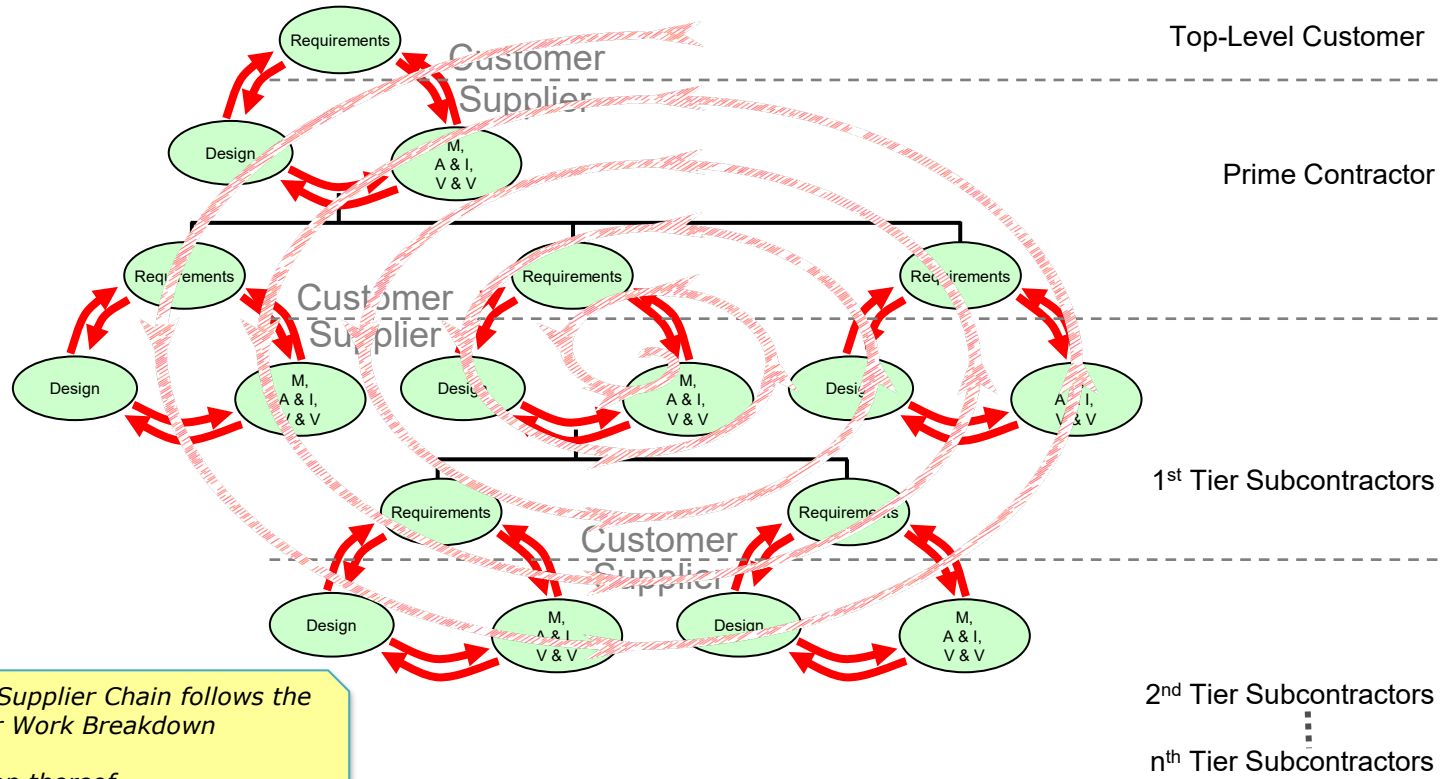 Requirements
Top-Level Customer
Customer
Supplier
Design
M,
A & I,
V & V
Prime Contractor
Requirements
Requirements
Requirements
Customer
Supplier
Design
M,
A & I,
V & V
Design
M,
A & I,
V & V
Design
A & I,
V & V
1st Tier Subcontractors
Requirements
Requirements
Customer
Supplier
Design
M,
A & I,
V & V
Design
M,
A & I,
V & V
Supplier Chain follows the
Work Breakdown
thereof
2nd Tier Subcontractors
nth Tier Subcontractors